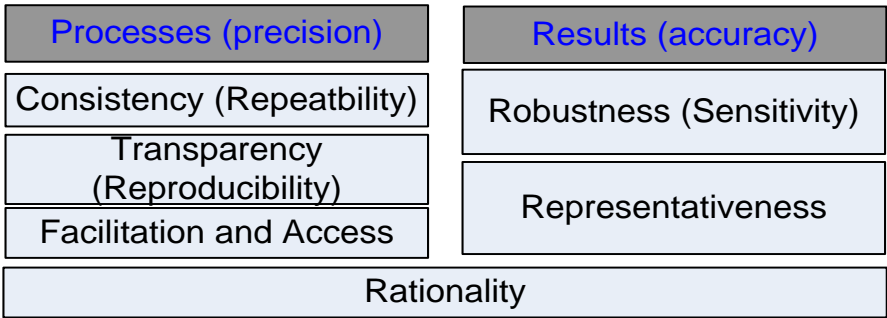 Processes (precision)
Consistency (Repeatbility)
Transparency
(Reproducibility)
Facilitation and Access
Results (accuracy)
Robustness (Sensitivity)
Representativeness
Rationality